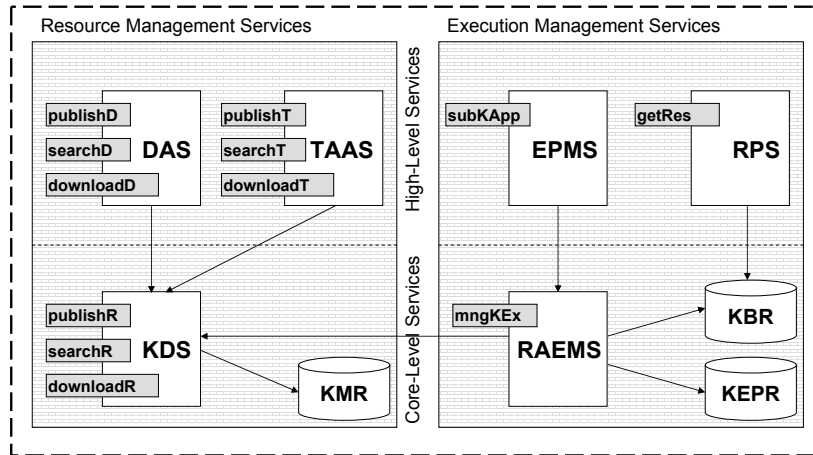 Resource Management Services
Execution Management Services
publishD
searchD
downloadD
DAS
publishT
searchT
downloadT
TAAS
High-Level Services
subKApp
EPMS
getRes
RPS
publishR
searchR
downloadR
KDS
KMR
Core-Level Services
mngKEx
RAEMS
KBR
KEPR